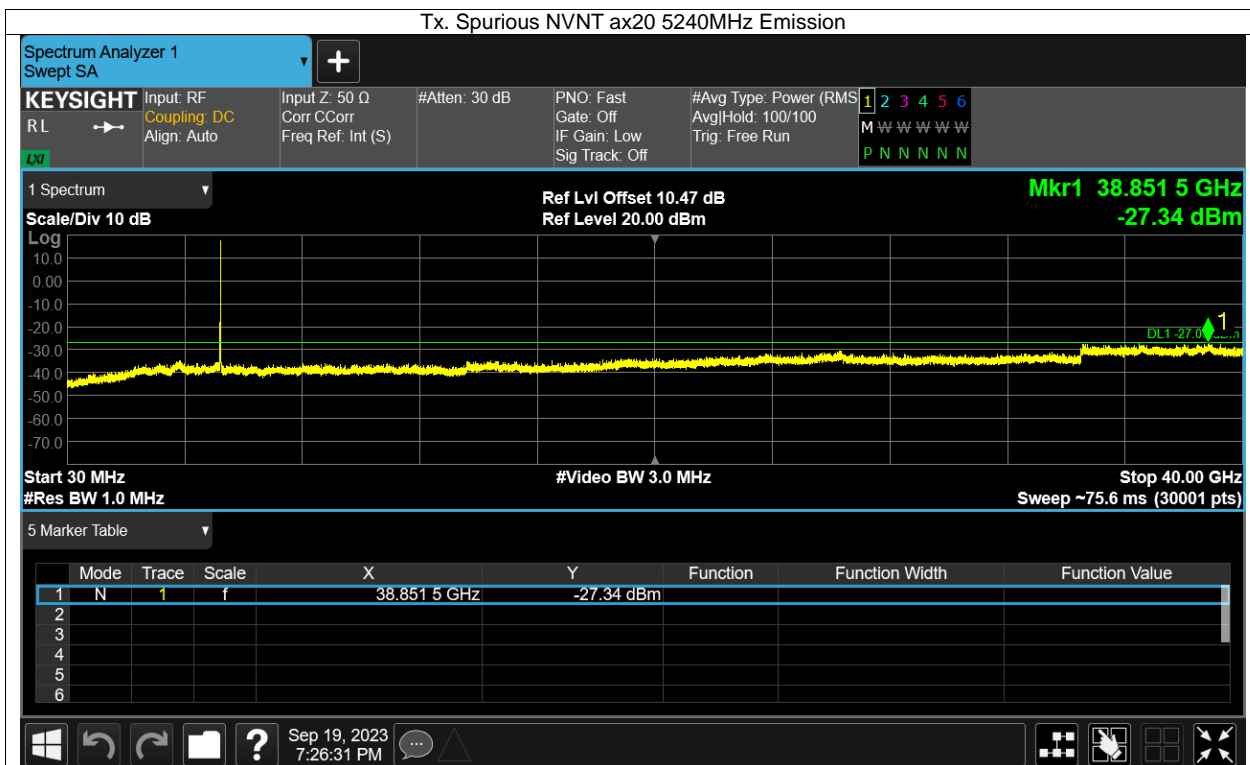 Tx. Spurious NVNT ax20 5240MHz Emission
Spectrum Analyzer 1
Swept SA
KEYSIGHT
R L
LXI
Input: RF
Coupling: DC
Align: Auto
Input Z: 50 Ω
Corr CCorr
Freq Ref: Int (S)
#Atten: 30 dB
PNO: Fast
Gate: Off
IF Gain: Low
Sig Track: Off
#Avg Type: Power (RMS
Avg|Hold: 100/100
Trig: Free Run
1 2 3 4 5 6
M W W W W W
P N N N N N
1 Spectrum
Scale/Div 10 dB
Ref Lvl Offset 10.47 dB
Ref Level 20.00 dBm
Mkr1 38.851 5 GHz
-27.34 dBm
Log
10.0
0.00
-10.0
-20.0
-30.0
-40.0
-50.0
-60.0
-70.0
1
DL1 -27.0
Start 30 MHz
#Res BW 1.0 MHz
#Video BW 3.0 MHz
Stop 40.00 GHz
Sweep ~75.6 ms (30001 pts)
5 Marker Table
Mode Trace Scale X Y Function Function Width Function Value
1 N 1 f 38.851 5 GHz -27.34 dBm
2
3
4
5
6
?
Sep 19, 2023
7:26:31 PM